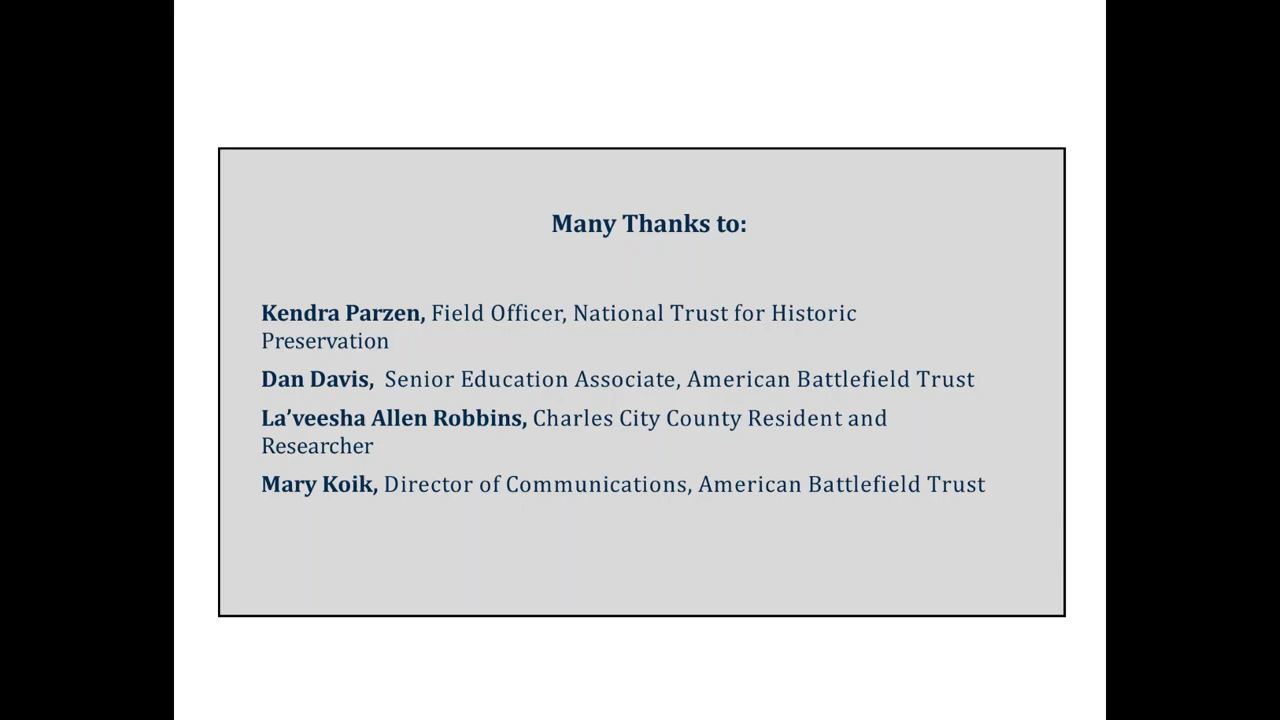 Many Thanks to:
Kendra Parzen, Field Officer, National Trust for Historic
Preservation
Dan Davis, Senior Education Associate, American Battlefield Trust
La’veesha Allen Robbins, Charles City County Resident and
Researcher
Mary Koik, Director of Communications, American Battlefield Trust